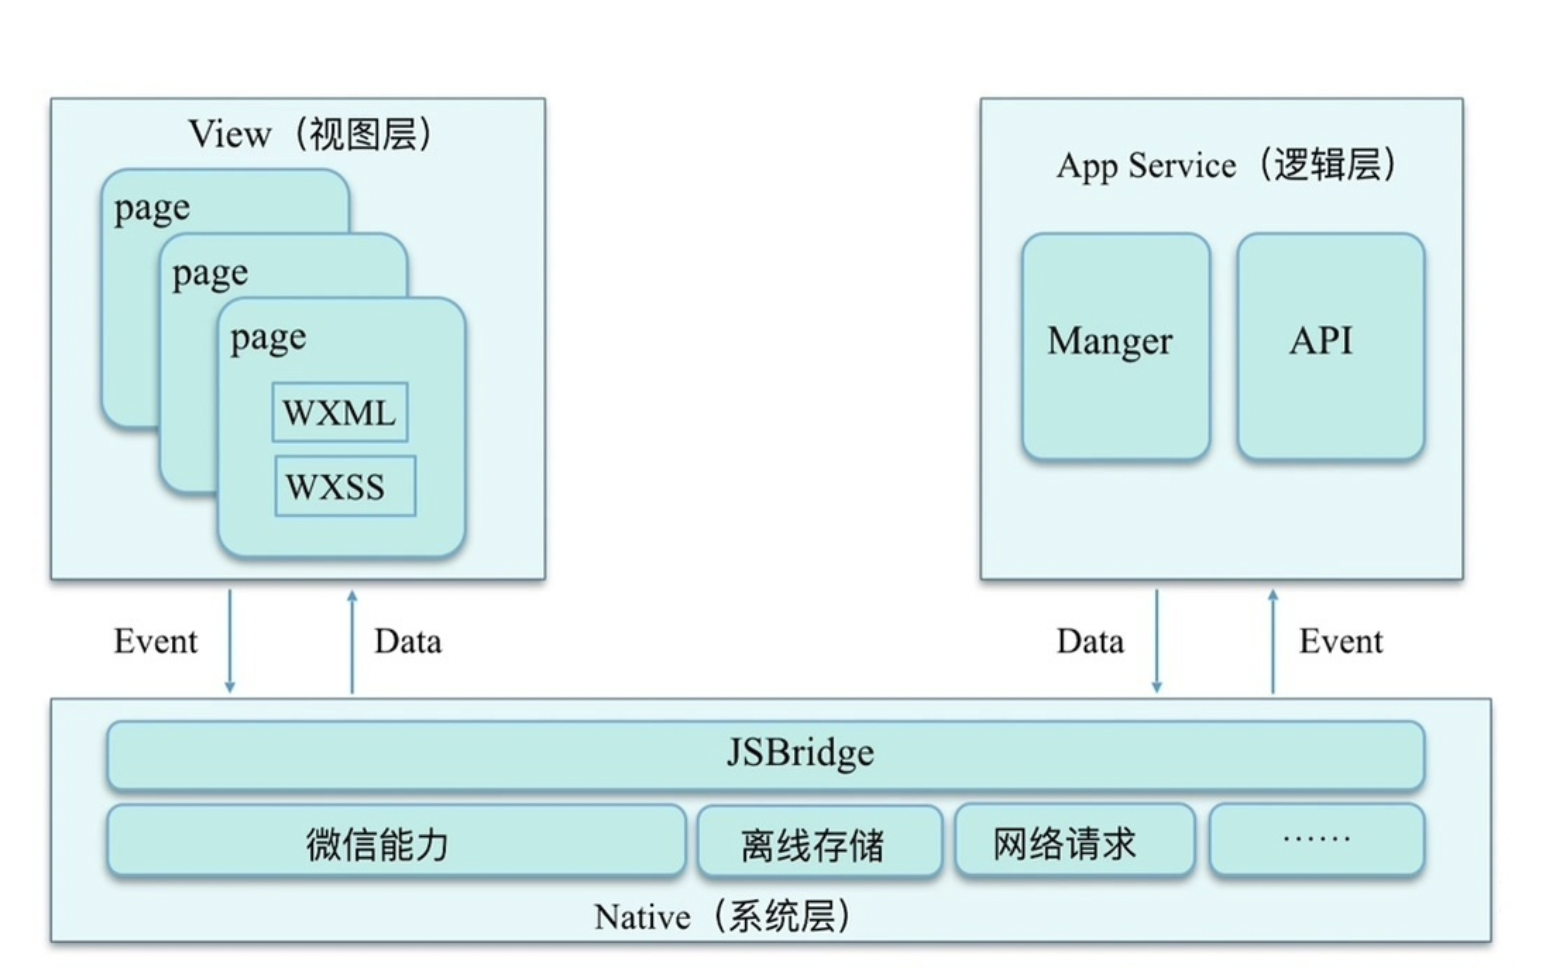 View（视图层）
page
page
page
WXML
WXSS
App Service（逻辑层）
Manger
API
Event
Data
Data
Event
JSBridge
微信能力
离线存储
网络请求
······
Native（系统层）